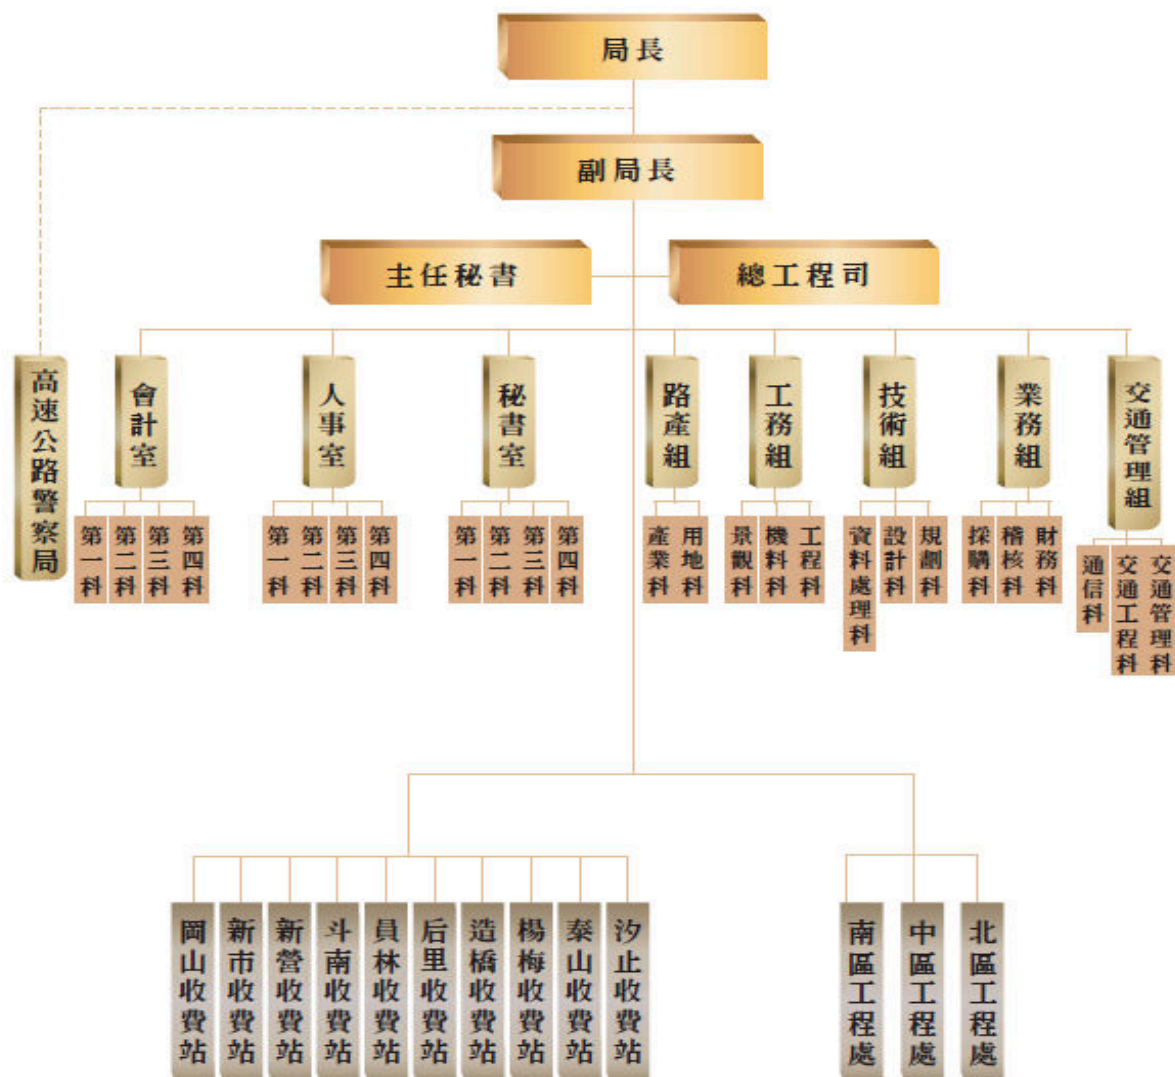 局長
副局長
主任秘書
總工程司
高速公路警察局
會計室
人事室
秘書室
路產組
工務組
技術組
業務組
交通管理組
第一科
第二科
第三科
第四科
第一科
第二科
第三科
第四科
第一科
第二科
第三科
第四科
產業科
用地科
景觀科
機料科
工程科
資料處理科
設計科
規劃科
採購科
稽核科
財務科
通信科
交通工程科
交通管理科
岡山收費站
新市收費站
新營收費站
斗南收費站
員林收費站
后里收費站
造橋收費站
楊梅收費站
泰山收費站
汐止收費站
南區工程處
中區工程處
北區工程處